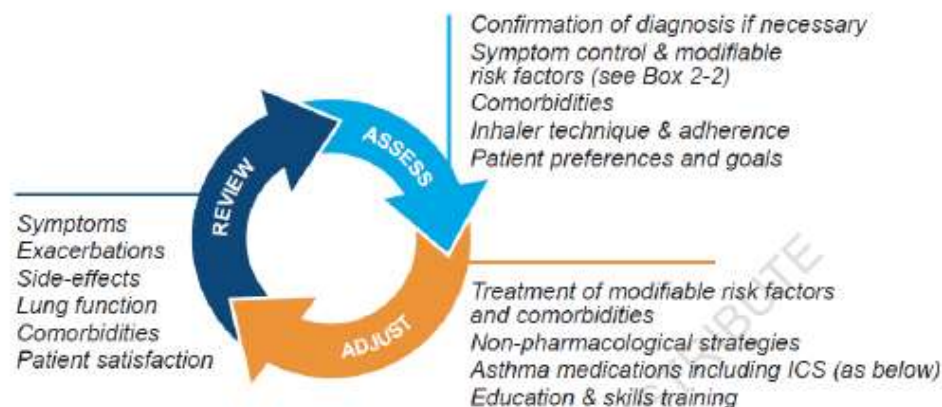 Confirmation of diagnosis if necessary
Symptom control & modifiable
risk factors (see Box 2-2)
Comorbidities
Inhaler technique & adherence
Patient preferences and goals
ASSESS
REVIEW
Symptoms
Exacerbations
Side-effects
Lung function
Comorbidities
Patient satisfaction
ADJUST
Treatment of modifiable risk factors
and comorbidities
Non-pharmacological strategies
Asthma medications including ICS (as below)
Education & skills training